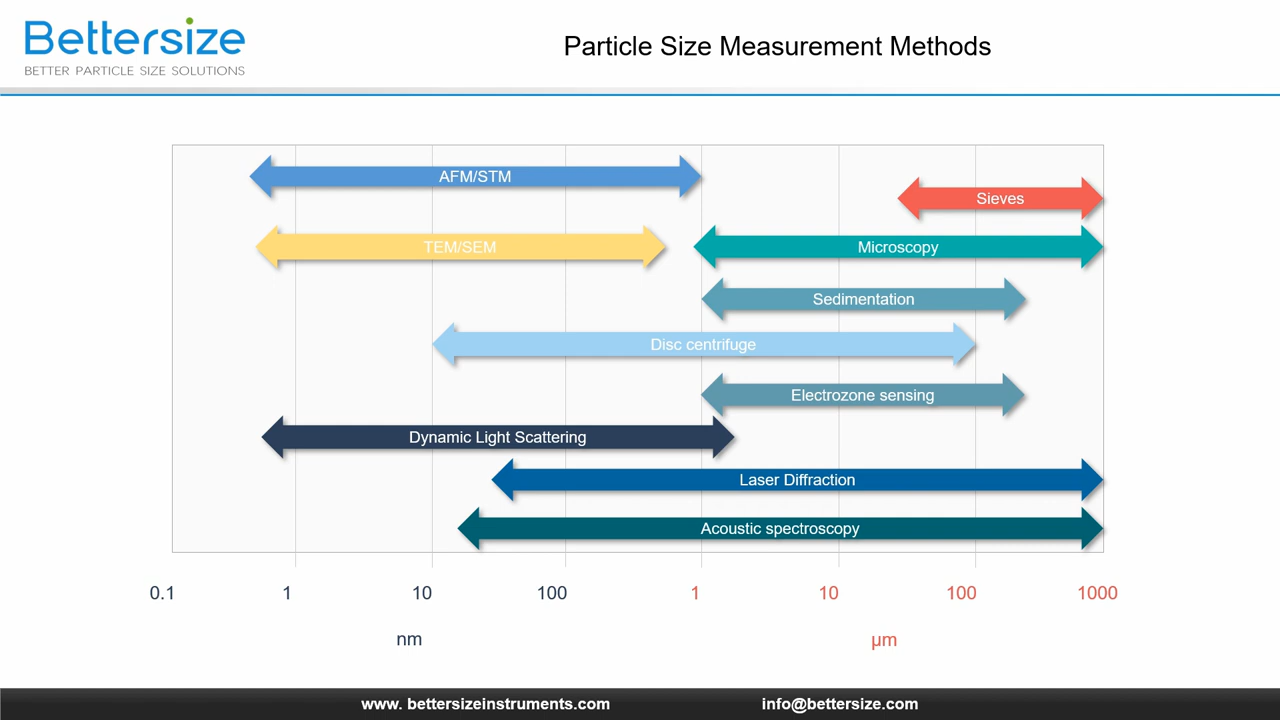 Bettersize
BETTER PARTICLE SIZE SOLUTIONS
Particle Size Measurement Methods
AFM/STM
Sieves
TEM/SEM
Microscopy
Sedimentation
Disc centrifuge
Electrozone sensing
Dynamic Light Scattering
Laser Diffraction
Acoustic spectroscopy
0.1 1 10 100 1 10 100 1000
nm µm
www. bettersizeinstruments.com info@bettersize.com